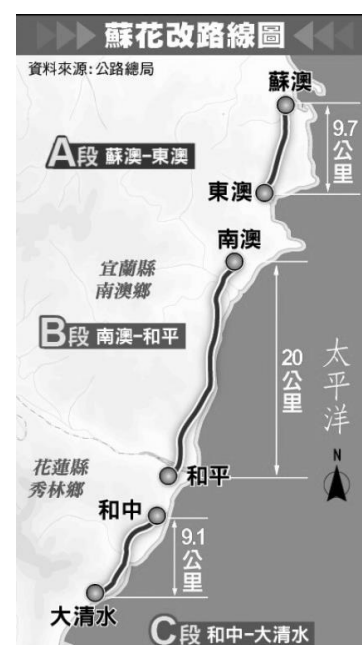 蘇花改路線圖
資料來源:公路總局
蘇澳
9.7
公里
A段 蘇澳-東澳
東澳
南澳
宜蘭縣
南澳鄉
B段 南澳-和平
20
公里
太平洋
N
花蓮縣
秀林鄉
和平
和中
9.1
公里
大清水
C段 和中-大清水